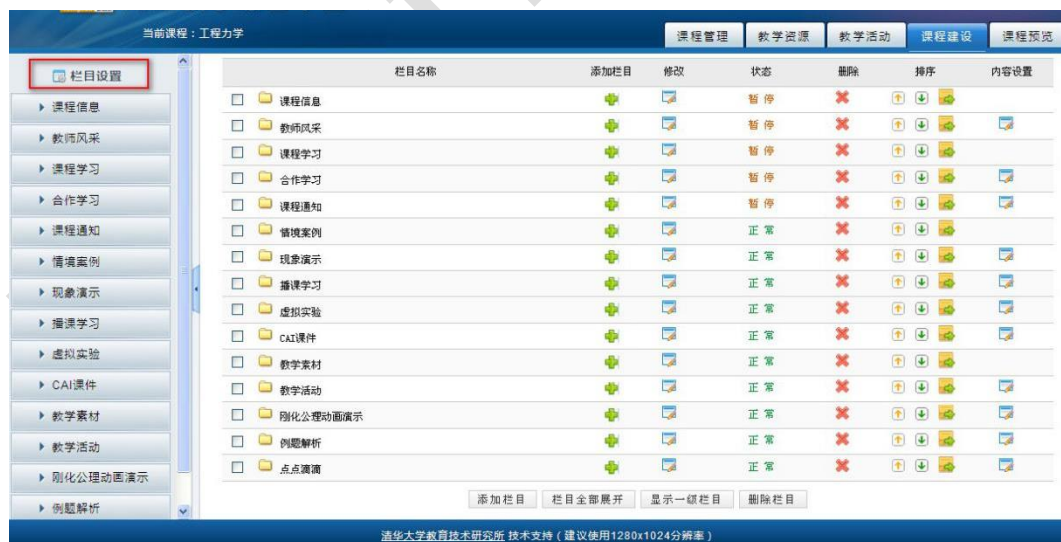 当前课程：工程力学 课程管理 教学资源 教学活动 课程建设 课程预览
栏目设置
课程信息
教师风采
课程学习
合作学习
课程通知
情境案例
现象演示
播课学习
虚拟实验
CAI课件
教学素材
教学活动
刚化公理动画演示
例题解析
栏目名称 添加栏目 修改 状态 删除 排序 内容设置
课程信息 暂停
教师风采 暂停
课程学习 暂停
合作学习 暂停
课程通知 暂停
情境案例 正常
现象演示 正常
播课学习 正常
虚拟实验 正常
CAI课件 正常
教学素材 正常
教学活动 正常
刚化公理动画演示 正常
例题解析 正常
点点滴滴 正常
添加栏目 栏目全部展开 显示一级栏目 删除栏目
清华大学教育技术研究所 技术支持（建议使用1280x1024分辨率）